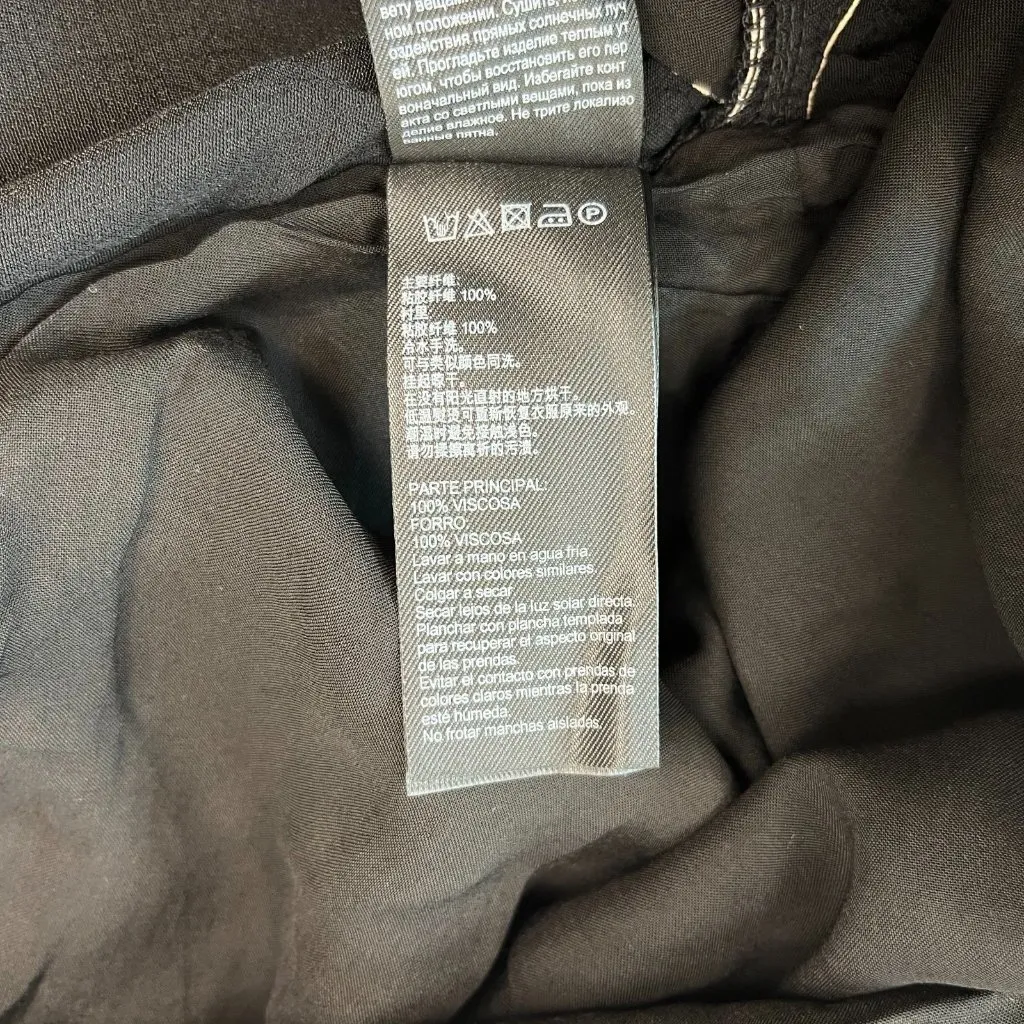 вету вещами.
ном положении. Сушить,
оздействия прямых солнечных луч
ей. Прогладьте изделие теплым ут
югом, чтобы восстановить его пер
воначальный вид. Избегайте конт
акта со светлыми вещами, пока из
делие влажное. Не трите локализо
ванные пятна.
P
主要纤维:
粘胶纤维 100%
衬里
粘胶纤维 100%
冷水手洗。
可与类似颜色同洗。
挂起晾干。
在没有阳光直射的地方烘干。
低温熨烫可重新恢复衣服原来的外观.
潮湿时避免接触浅色。
请勿揉搓离析的污渍。
PARTE PRINCIPAL:
100% VISCOSA
FORRO:
100% VISCOSA
Lavar a mano en agua fría.
Lavar con colores similares.
Colgar a secar.
Secar lejos de la luz solar directa.
Planchar con plancha templada
para recuperar el aspecto original
de las prendas.
Evitar el contacto con prendas de
colores claros mientras la prenda
esté húmeda.
No frotar manchas aisladas.